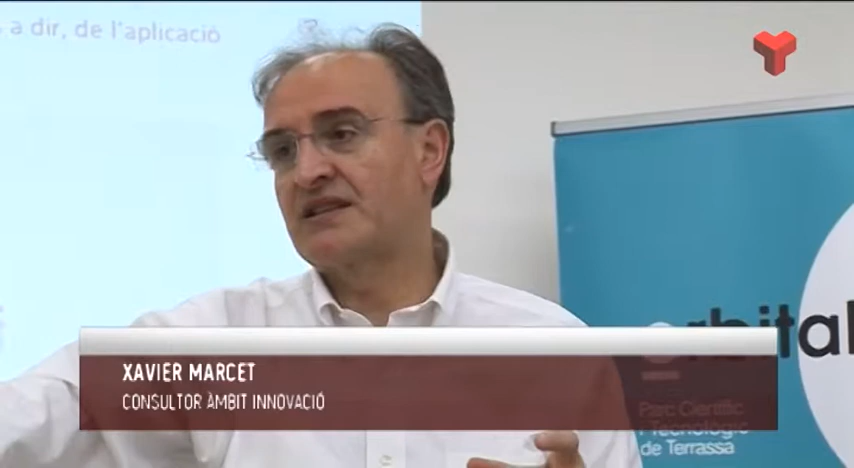 a dir, de l'aplicació
orbital
XAVIER MARCET
CONSULTOR ÀMBIT INNOVACIÓ
Parc Científic
i Tecnològic
de Terrassa